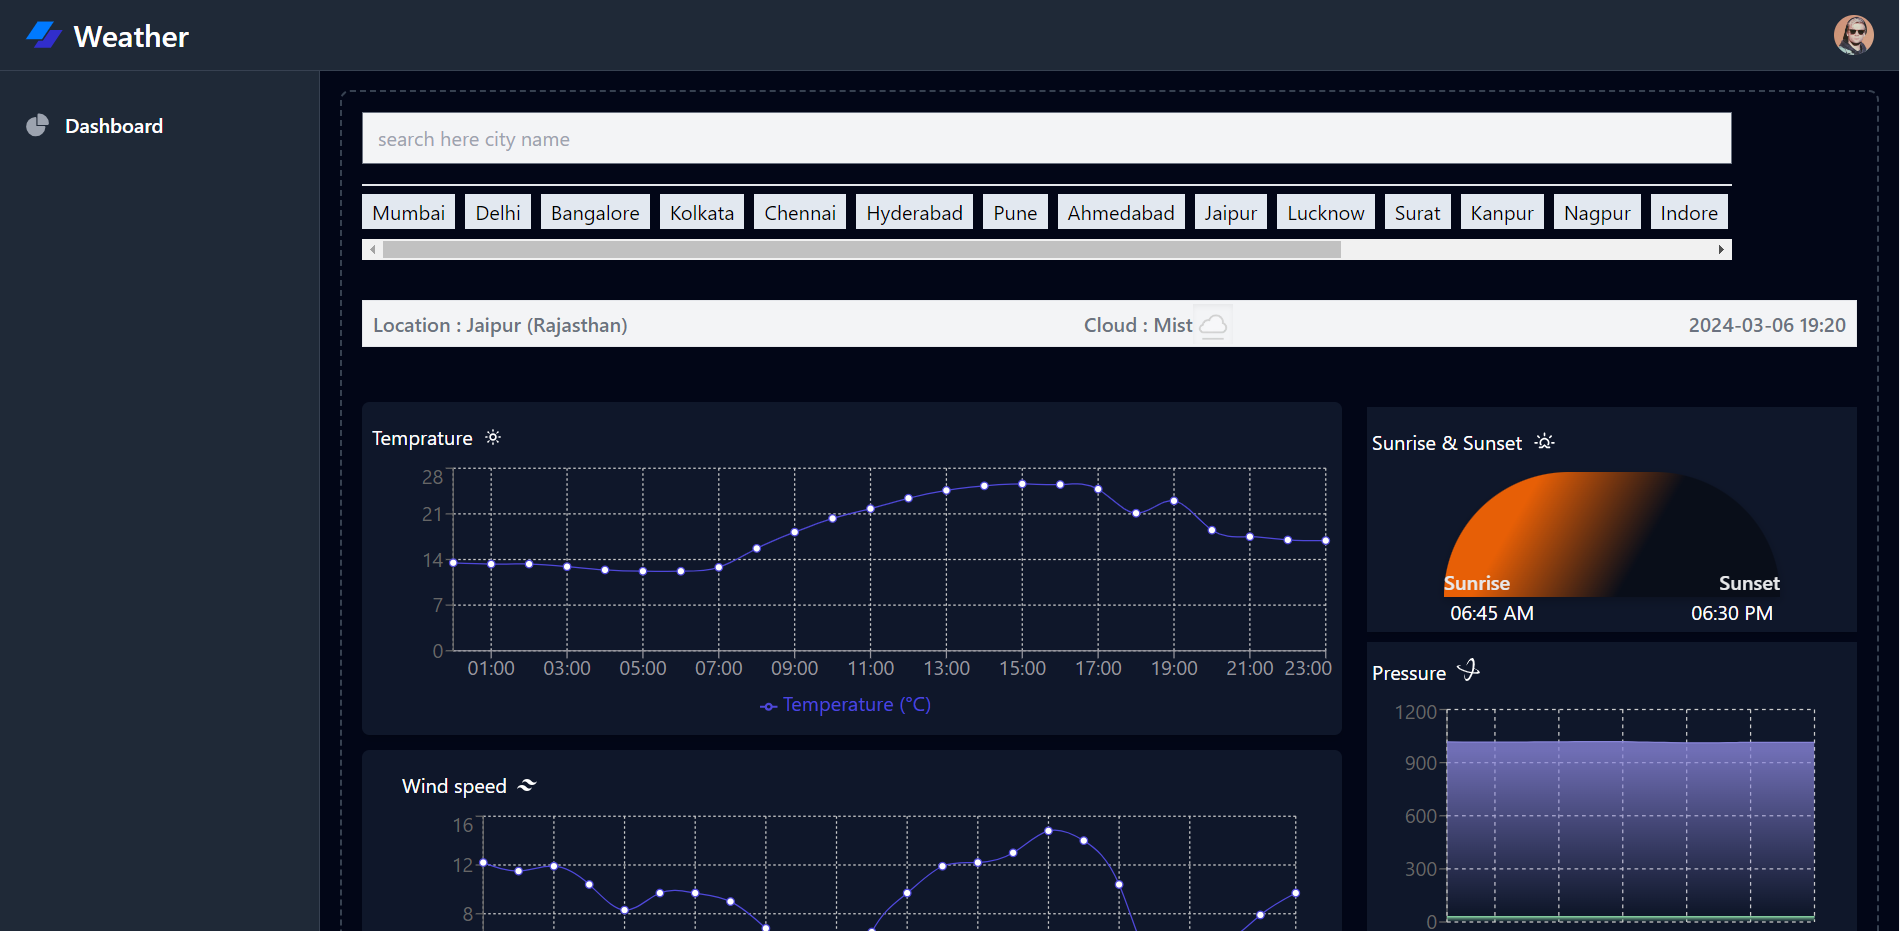 Weather
Dashboard
search here city name
Mumbai Delhi Bangalore Kolkata Chennai Hyderabad Pune Ahmedabad Jaipur Lucknow Surat Kanpur Nagpur Indore
Location : Jaipur (Rajasthan) Cloud : Mist 2024-03-06 19:20
Temprature
28
21
14
7
0
01:00 03:00 05:00 07:00 09:00 11:00 13:00 15:00 17:00 19:00 21:00 23:00
Temperature (°C)
Sunrise & Sunset
Sunrise Sunset
06:45 AM 06:30 PM
Wind speed
16
12
8
Pressure
1200
900
600
300
0